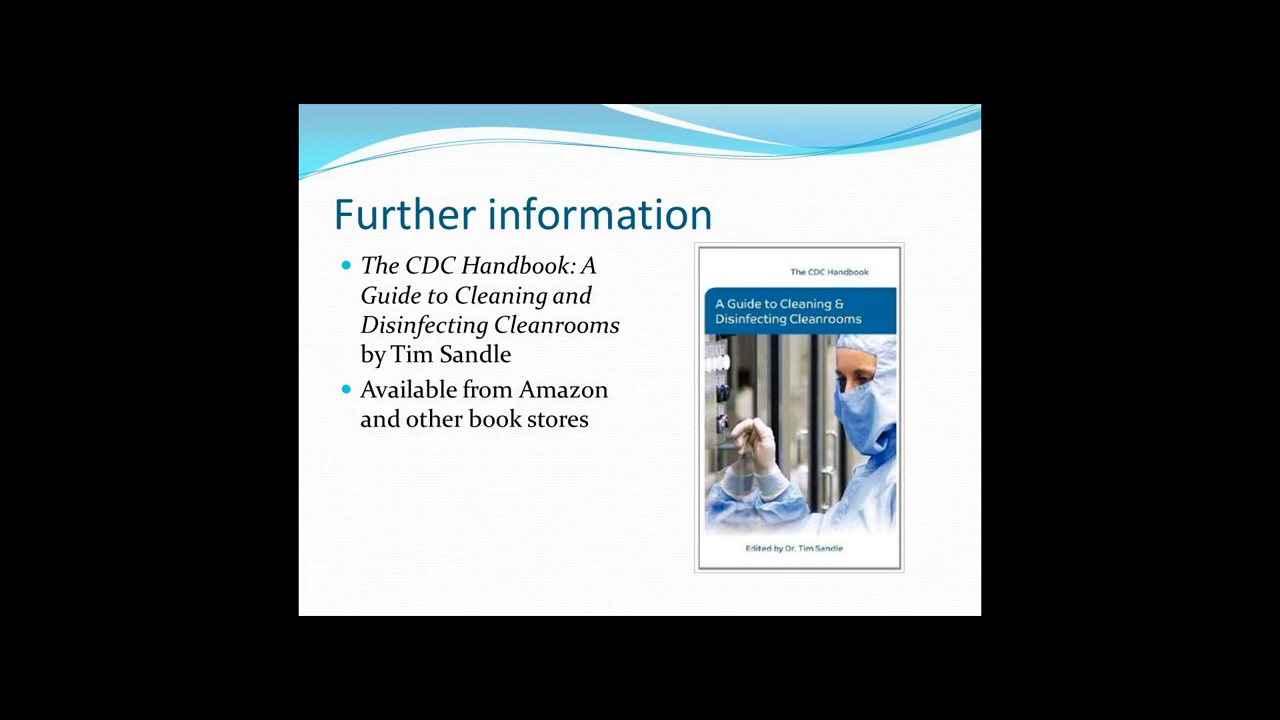 Further information
The CDC Handbook: A
Guide to Cleaning and
Disinfecting Cleanrooms
by Tim Sandle
Available from Amazon
and other book stores
The CDC Handbook
A Guide to Cleaning &
Disinfecting Cleanrooms
Edited by Dr. Tim Sandle